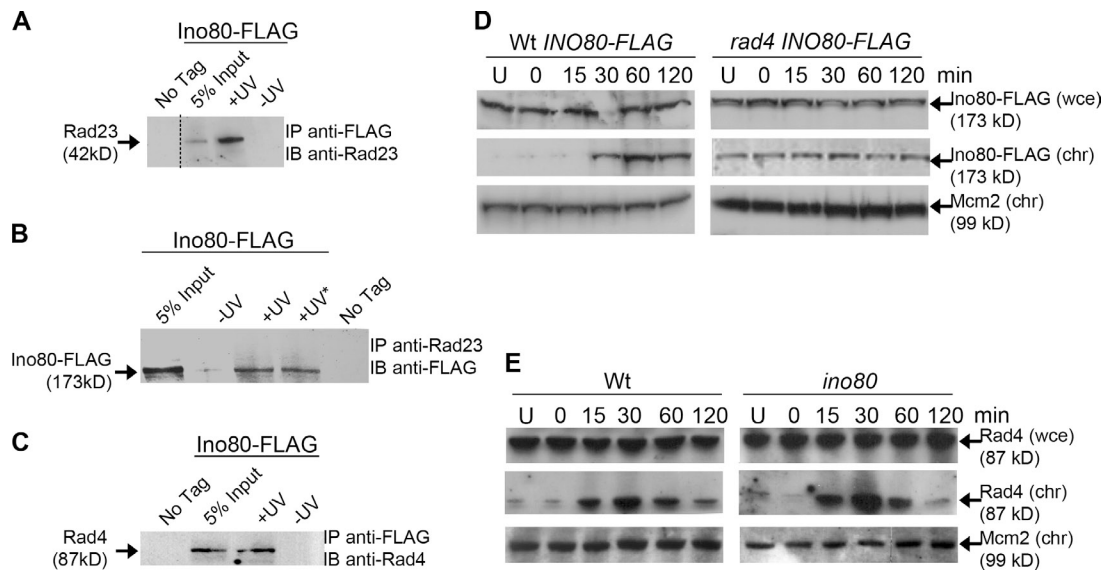 A
Ino80-FLAG
No Tag
5% Input
+UV
-UV
Rad23
(42kD)
IP anti-FLAG
IB anti-Rad23
B
Ino80-FLAG
5% Input
-UV
+UV
+UV*
No Tag
Ino80-FLAG
(173kD)
IP anti-Rad23
IB anti-FLAG
C
Ino80-FLAG
No Tag
5% Input
+UV
-UV
Rad4
(87kD)
IP anti-FLAG
IB anti-Rad4
D
Wt INO80-FLAG
rad4 INO80-FLAG
U 0 15 30 60 120
U 0 15 30 60 120 min
Ino80-FLAG (wce)
(173 kD)
Ino80-FLAG (chr)
(173 kD)
Mcm2 (chr)
(99 kD)
E
Wt
ino80
U 0 15 30 60 120
U 0 15 30 60 120 min
Rad4 (wce)
(87 kD)
Rad4 (chr)
(87 kD)
Mcm2 (chr)
(99 kD)